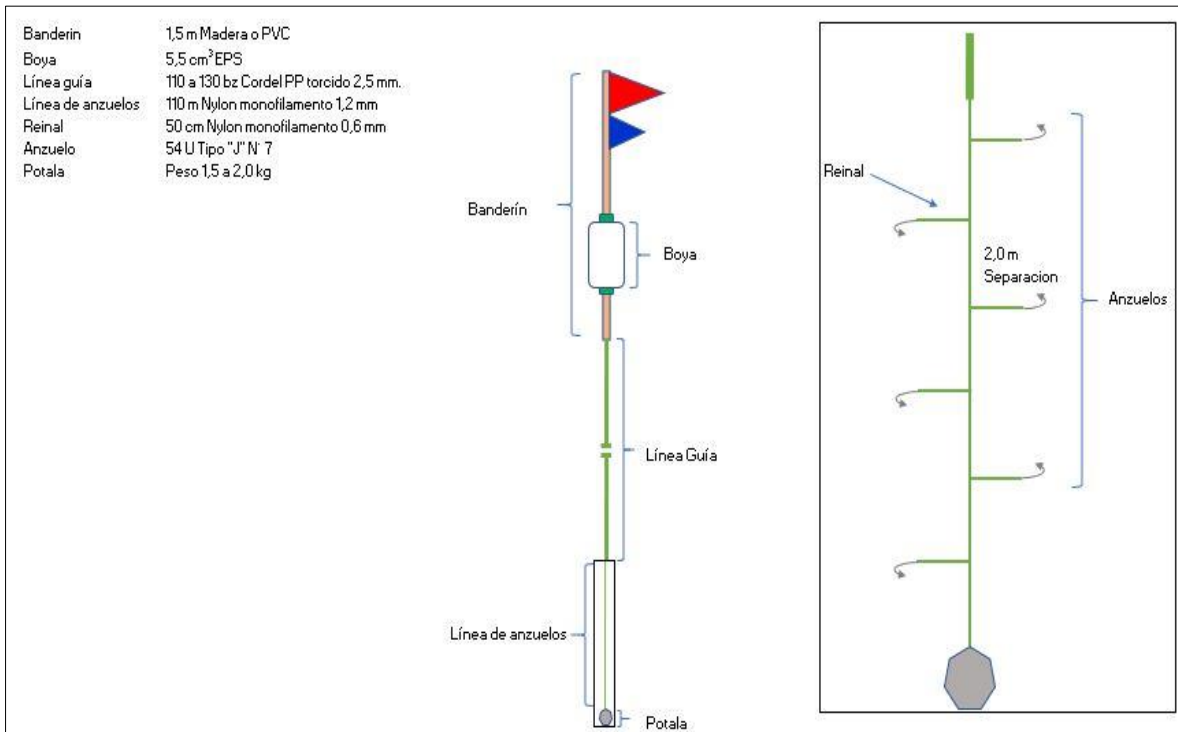 Banderin 1,5 m Madera o PVC
Boya 5,5 cm³ EPS
Línea guía 110 a 130 bz Cordel PP torcido 2,5 mm.
Línea de anzuelos 110 m Nylon monofilamento 1,2 mm
Reinal 50 cm Nylon monofilamento 0,6 mm
Anzuelo 54 U Tipo "J" N° 7
Potala Peso 1,5 a 2,0 kg
Banderín
Boya
Línea Guía
Línea de anzuelos
Potala
Reinal
2,0 m
Separacion
Anzuelos